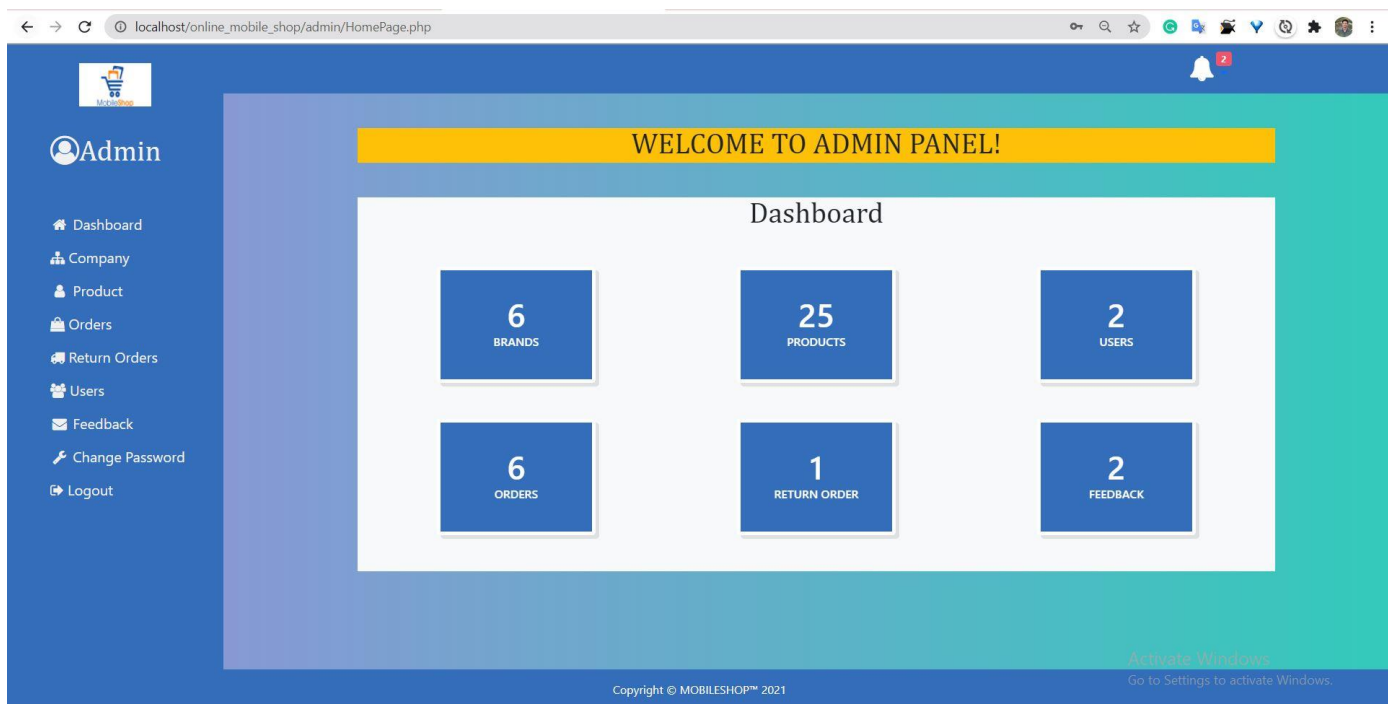 localhost/online_mobile_shop/admin/HomePage.php
2
MobileShop
Admin
WELCOME TO ADMIN PANEL!
Dashboard
Company
Product
Orders
Return Orders
Users
Feedback
Change Password
Logout
Dashboard
6
BRANDS
25
PRODUCTS
2
USERS
6
ORDERS
1
RETURN ORDER
2
FEEDBACK
Activate Windows
Go to Settings to activate Windows.
Copyright © MOBILESHOP™ 2021